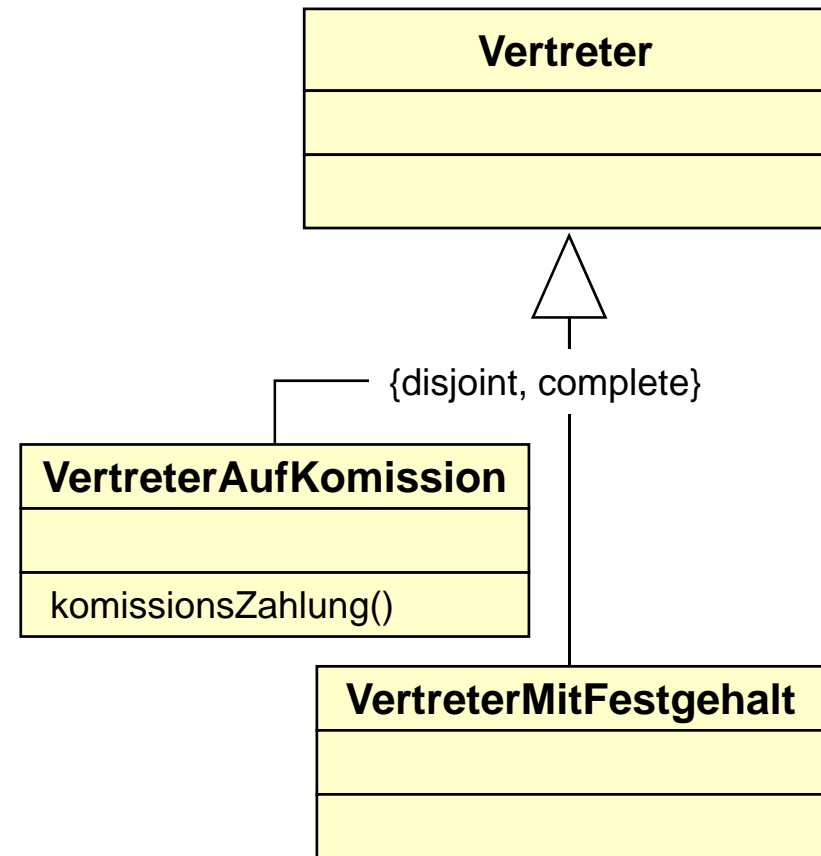 Vertreter
{disjoint, complete}
VertreterAufKomission
komissionsZahlung()
VertreterMitFestgehalt